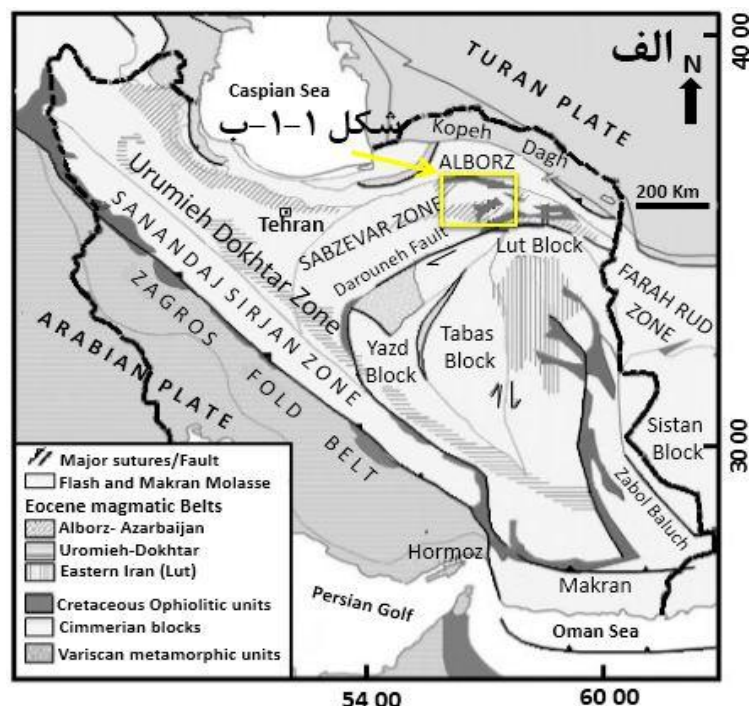 الف
N
40 00
TURAN PLATE
Caspian Sea
شکل ۱-۱-ب
Kopeh Dagh
ALBORZ
200 Km
Urumieh Dokhtar Zone
Tehran
SABZEVAR ZONE
Darouneh Fault
Lut Block
SANANDAJ SIRJAN ZONE
FARAH RUD
ZONE
ZAGROS FOLD BELT
ARABIAN PLATE
Yazd
Block
Tabas
Block
Sistan
Block
30 00
Zabol Baluch
Hormoz
Makran
Persian Golf
Oman Sea
Major sutures/Fault
Flash and Makran Molasse
Eocene magmatic Belts
Alborz- Azarbaijan
Uromieh-Dokhtar
Eastern Iran (Lut)
Cretaceous Ophiolitic units
Cimmerian blocks
Variscan metamorphic units
54 00
60 00